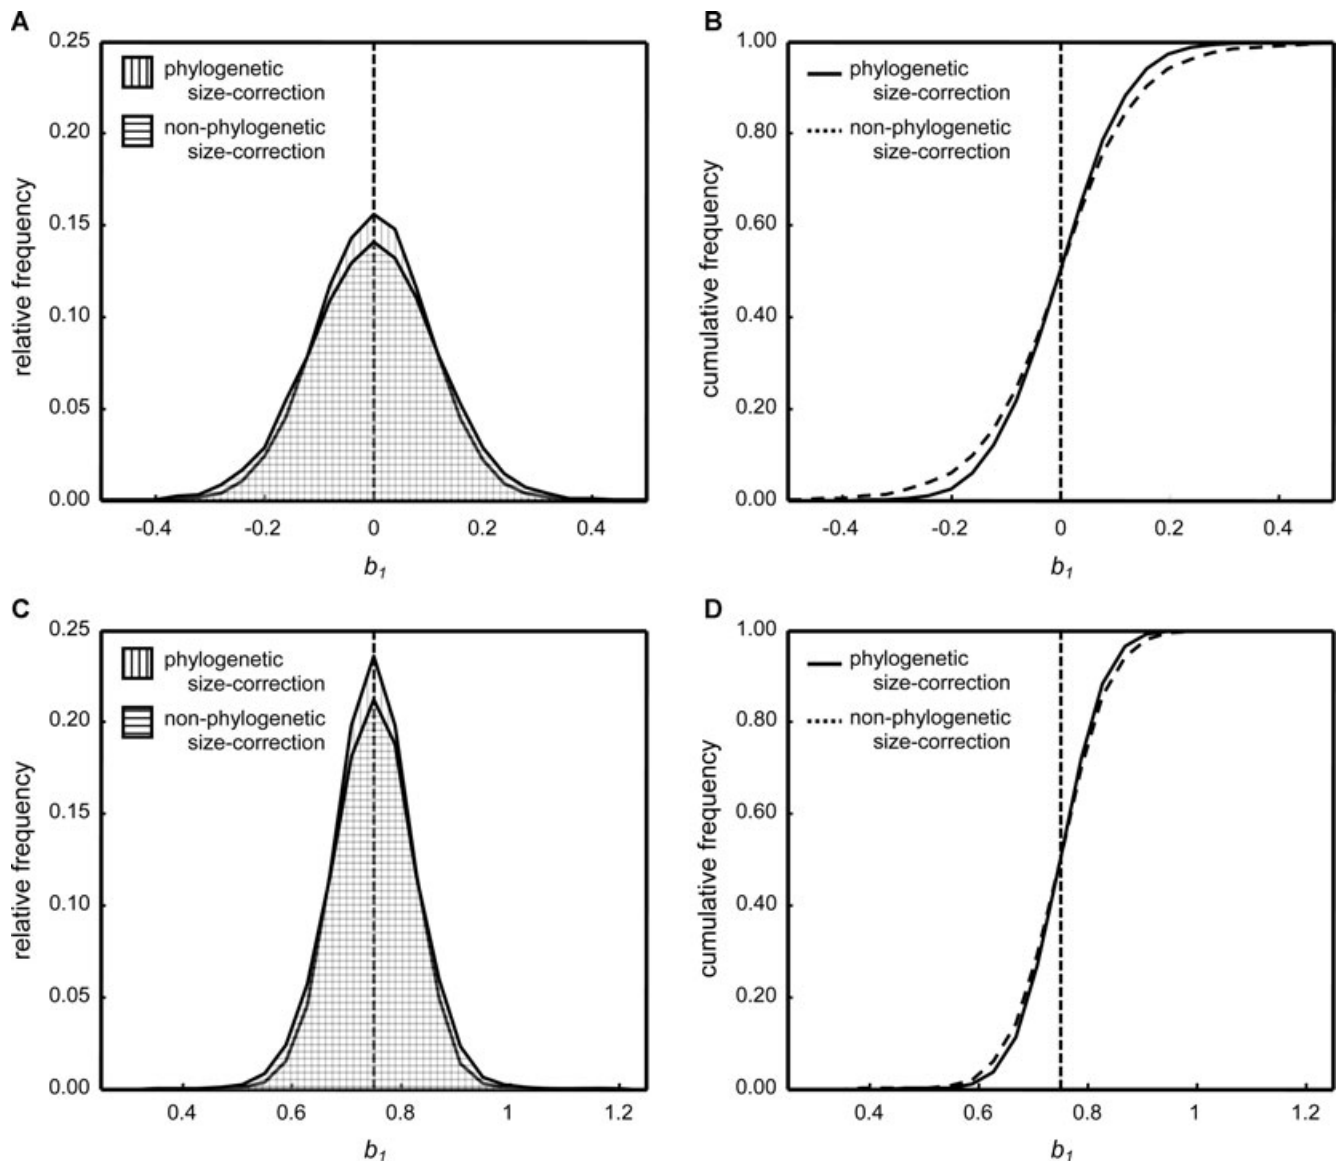 A
0.25
phylogenetic
size-correction
non-phylogenetic
size-correction
0.20
0.15
0.10
0.05
0.00
relative frequency
-0.4 -0.2 0 0.2 0.4
b1
B
1.00
phylogenetic
size-correction
non-phylogenetic
size-correction
0.80
0.60
0.40
0.20
0.00
cumulative frequency
-0.4 -0.2 0 0.2 0.4
b1
C
0.25
phylogenetic
size-correction
non-phylogenetic
size-correction
0.20
0.15
0.10
0.05
0.00
relative frequency
0.4 0.6 0.8 1 1.2
b1
D
1.00
phylogenetic
size-correction
non-phylogenetic
size-correction
0.80
0.60
0.40
0.20
0.00
cumulative frequency
0.4 0.6 0.8 1 1.2
b1